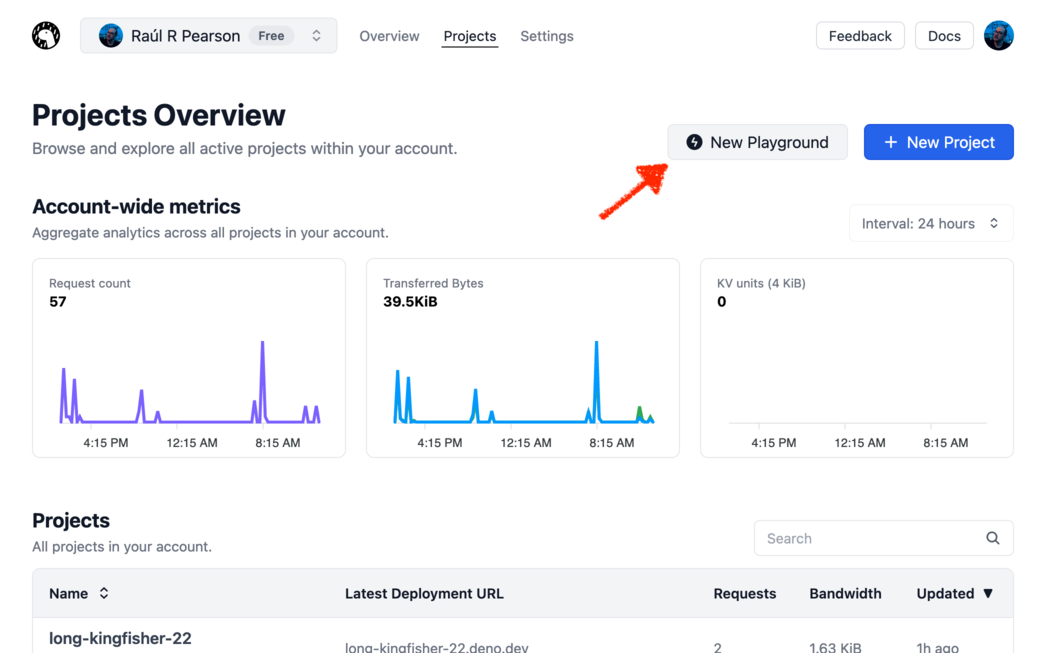 Raúl R Pearson Free Overview Projects Settings Feedback Docs
Projects Overview
Browse and explore all active projects within your account.
New Playground
+ New Project
Account-wide metrics
Aggregate analytics across all projects in your account.
Interval: 24 hours
Request count
57
4:15 PM 12:15 AM 8:15 AM
Transferred Bytes
39.5KiB
4:15 PM 12:15 AM 8:15 AM
KV units (4 KiB)
0
4:15 PM 12:15 AM 8:15 AM
Projects
All projects in your account.
Search
Name Latest Deployment URL Requests Bandwidth Updated ▼
long-kingfisher-22
long-kingfisher-22.deno.dev 2 1.63 KiB 1h ago